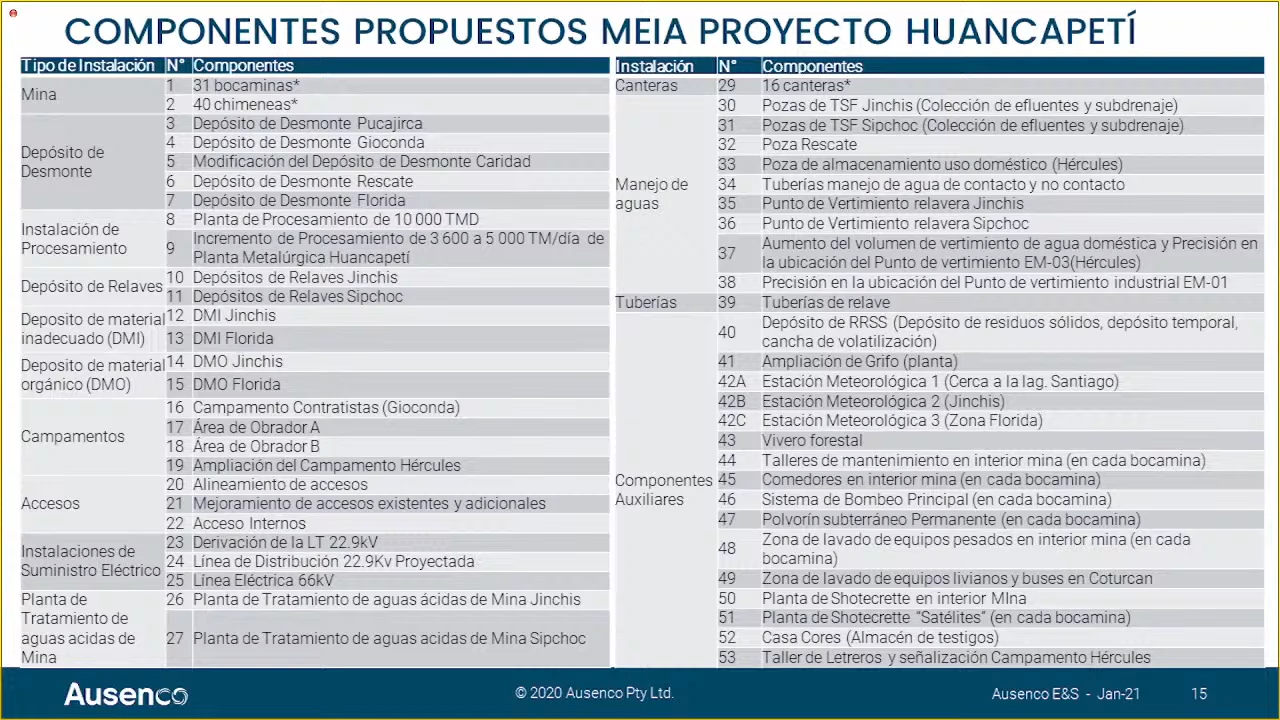 COMPONENTES PROPUESTOS MEIA PROYECTO HUANCAPETÍ
Tipo de Instalación N° Componentes
Mina
1 31 bocaminas*
2 40 chimeneas*
Depósito de
Desmonte
3 Depósito de Desmonte Pucajirca
4 Depósito de Desmonte Gioconda
5 Modificación del Depósito de Desmonte Caridad
6 Depósito de Desmonte Rescate
7 Depósito de Desmonte Florida
Instalación de
Procesamiento
8 Planta de Procesamiento de 10 000 TMD
9 Incremento de Procesamiento de 3 600 a 5 000 TM/día de
Planta Metalúrgica Huancapetí
Depósito de Relaves
10 Depósitos de Relaves Jinchis
11 Depósitos de Relaves Sipchoc
Deposito de material
inadecuado (DMI)
12 DMI Jinchis
13 DMI Florida
Deposito de material
orgánico (DMO)
14 DMO Jinchis
15 DMO Florida
Campamentos
16 Campamento Contratistas (Gioconda)
17 Área de Obrador A
18 Área de Obrador B
19 Ampliación del Campamento Hércules
Accesos
20 Alineamiento de accesos
21 Mejoramiento de accesos existentes y adicionales
22 Acceso Internos
Instalaciones de
Suministro Eléctrico
23 Derivación de la LT 22.9kV
24 Línea de Distribución 22.9Kv Proyectada
25 Línea Eléctrica 66kV
Planta de
Tratamiento de
aguas acidas de
Mina
26 Planta de Tratamiento de aguas ácidas de Mina Jinchis
27 Planta de Tratamiento de aguas acidas de Mina Sipchoc
Instalación N° Componentes
Canteras 29 16 canteras*
Manejo de
aguas
30 Pozas de TSF Jinchis (Colección de efluentes y subdrenaje)
31 Pozas de TSF Sipchoc (Colección de efluentes y subdrenaje)
32 Poza Rescate
33 Poza de almacenamiento uso doméstico (Hércules)
34 Tuberías manejo de agua de contacto y no contacto
35 Punto de Vertimiento relavera Jinchis
36 Punto de Vertimiento relavera Sipchoc
37 Aumento del volumen de vertimiento de agua doméstica y Precisión en
la ubicación del Punto de vertimiento EM-03(Hércules)
38 Precisión en la ubicación del Punto de vertimiento industrial EM-01
Tuberías 39 Tuberías de relave
Componentes
Auxiliares
40 Depósito de RRSS (Depósito de residuos sólidos, depósito temporal,
cancha de volatilización)
41 Ampliación de Grifo (planta)
42A Estación Meteorológica 1 (Cerca a la lag. Santiago)
42B Estación Meteorológica 2 (Jinchis)
42C Estación Meteorológica 3 (Zona Florida)
43 Vivero forestal
44 Talleres de mantenimiento en interior mina (en cada bocamina)
45 Comedores en interior mina (en cada bocamina)
46 Sistema de Bombeo Principal (en cada bocamina)
47 Polvorín subterráneo Permanente (en cada bocamina)
48 Zona de lavado de equipos pesados en interior mina (en cada
bocamina)
49 Zona de lavado de equipos livianos y buses en Coturcan
50 Planta de Shotecrette en interior MIna
51 Planta de Shotecrette “Satélites” (en cada bocamina)
52 Casa Cores (Almacén de testigos)
53 Taller de Letreros y señalización Campamento Hércules
Ausenco
© 2020 Ausenco Pty Ltd.
Ausenco E&S - Jan-21
15